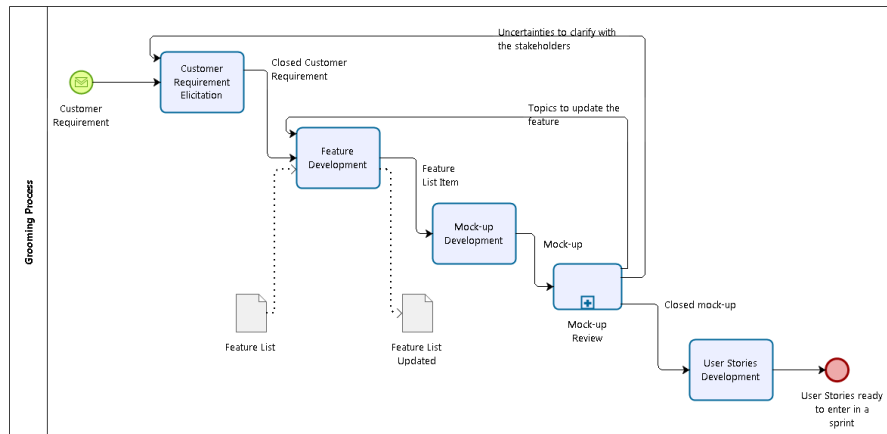 Grooming Process
Uncertainties to clarify with
the stakeholders
Customer
Requirement
Elicitation
Closed Customer
Requirement
Customer
Requirement
Topics to update the
feature
Feature
Development
Feature
List Item
Mock-up
Development
Mock-up
Feature List
Feature List
Updated
Closed mock-up
Mock-up
Review
User Stories
Development
User Stories ready
to enter in a
sprint